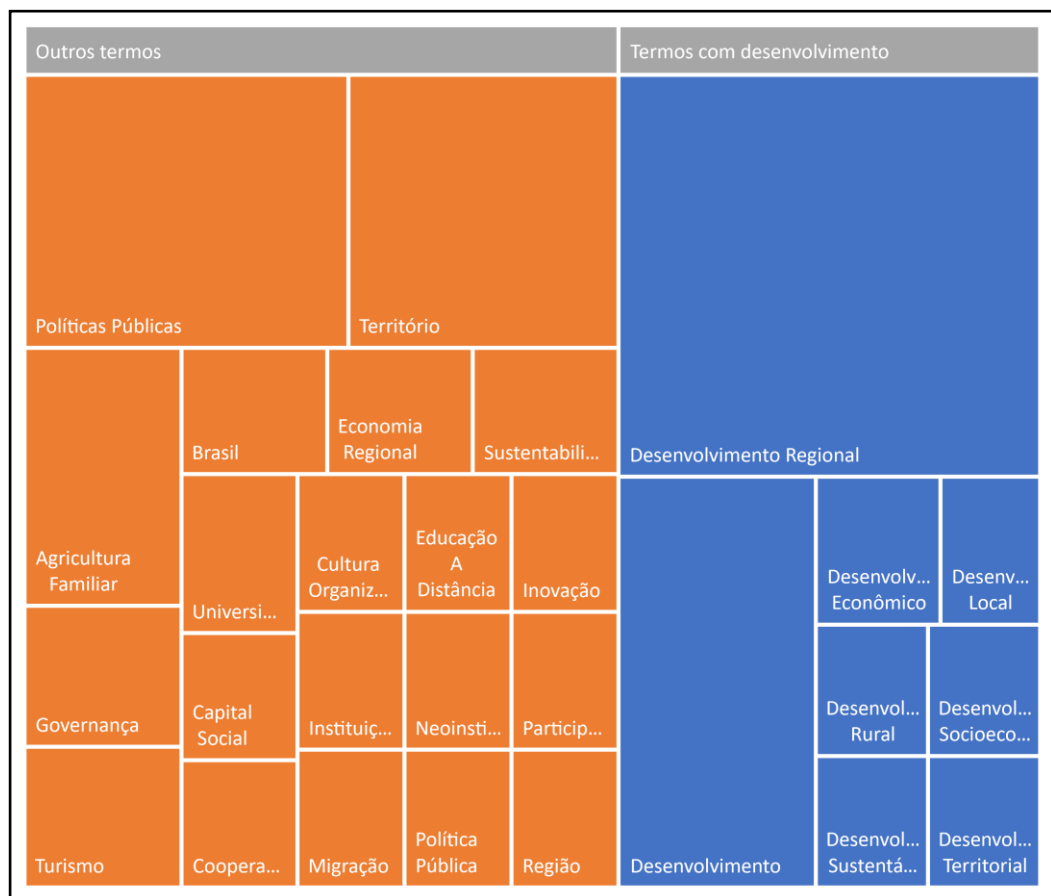 Outros termos
Termos com desenvolvimento
Políticas Públicas
Território
Agricultura
Familiar
Governança
Turismo
Brasil
Economia
Regional
Sustentabili...
Universi...
Capital
Social
Coopera...
Cultura
Organiz...
Educação
A
Distância
Inovação
Instituiç...
Neoinsti...
Particip...
Migração
Política
Pública
Região
Desenvolvimento Regional
Desenvolvimento
Desenvolv...
Econômico
Desenv...
Local
Desenvol...
Rural
Desenvol...
Socioeco...
Desenvol...
Sustentá...
Desenvol...
Territorial